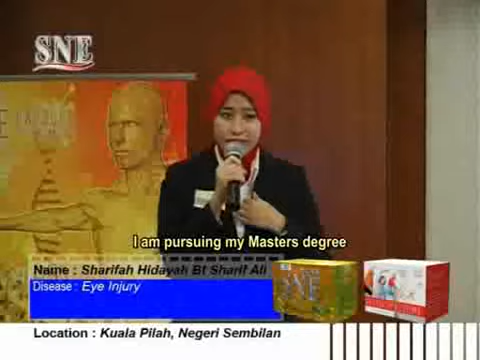 SNE
I am pursuing my Masters degree
Name : Sharifah Hidayah Bt Sharif Ali
Disease : Eye Injury
SNE
Location : Kuala Pilah, Negeri Sembilan